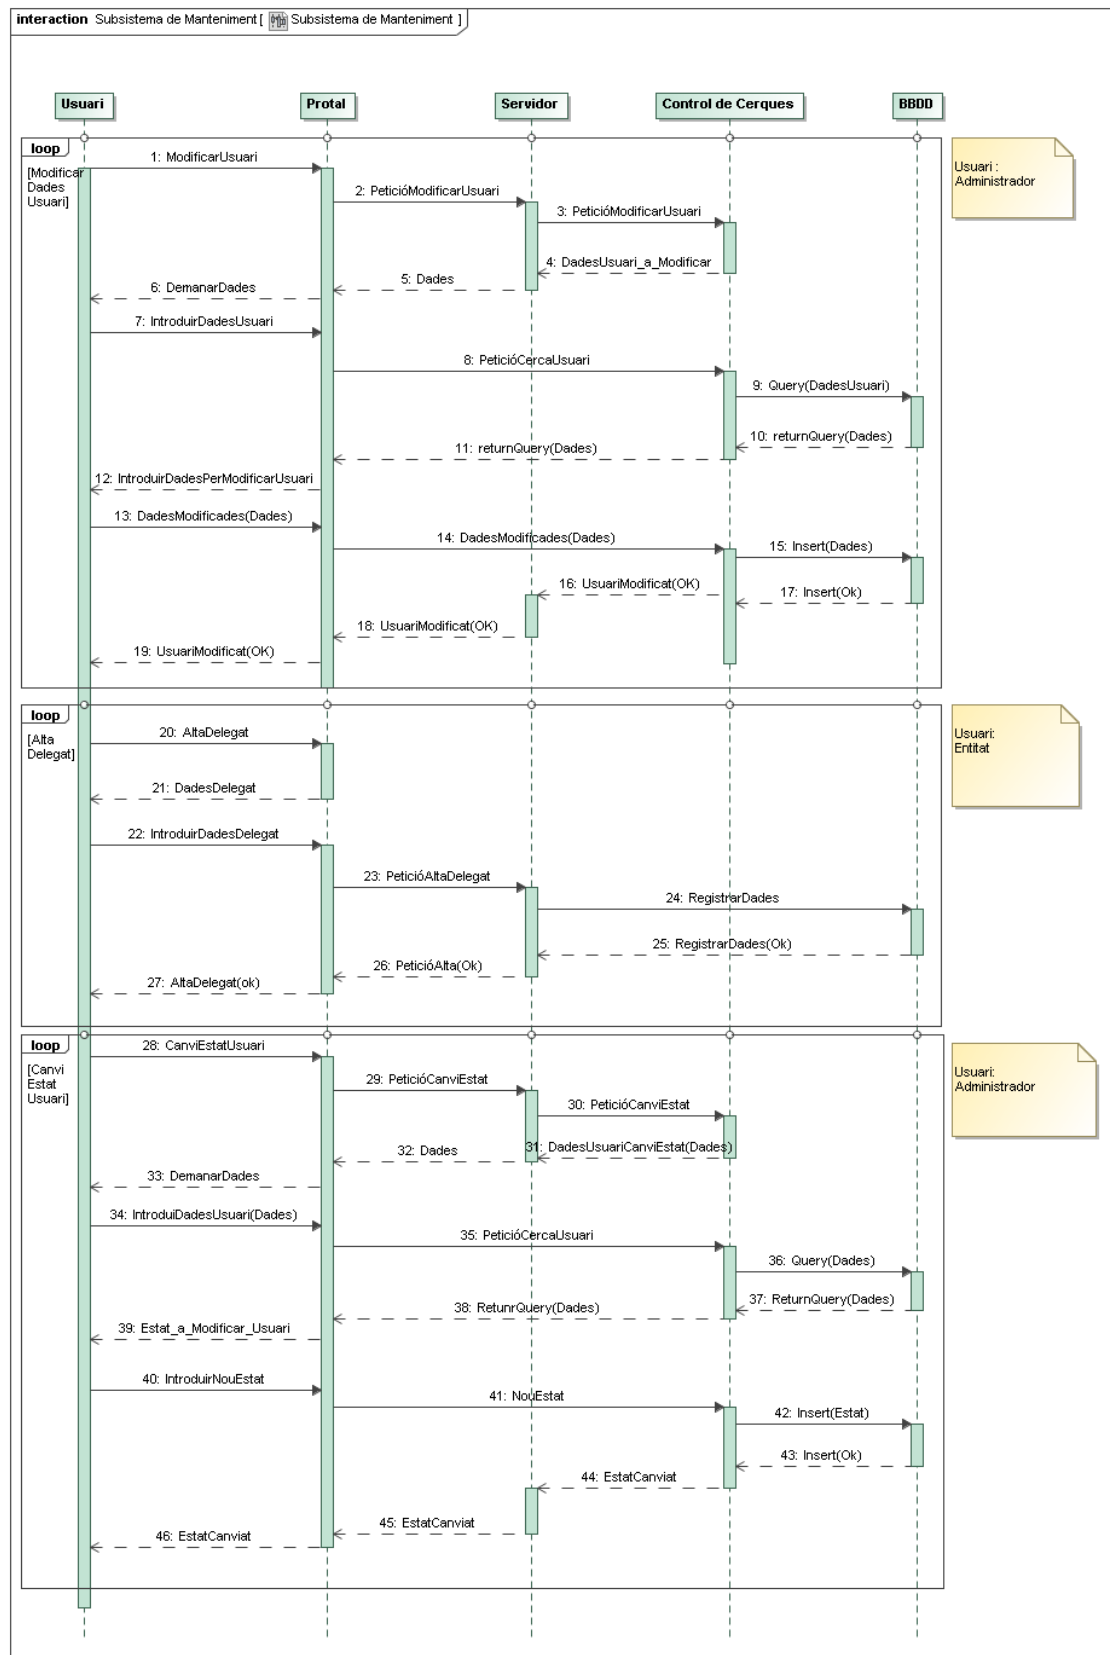 interaction Subsistema de Manteniment [ Subsistema de Manteniment ]
Usuari
Protal
Servidor
Control de Cerques
BBDD
loop
[Modificar
Dades
Usuari]
Usuari :
Administrador
1: ModificarUsuari
2: PeticióModificarUsuari
3: PeticióModificarUsuari
4: DadesUsuari_a_Modificar
5: Dades
6: DemanarDades
7: IntroduirDadesUsuari
8: PeticióCercaUsuari
9: Query(DadesUsuari)
10: returnQuery(Dades)
11: returnQuery(Dades)
12: IntroduirDadesPerModificarUsuari
13: DadesModificades(Dades)
14: DadesModificades(Dades)
15: Insert(Dades)
16: UsuariModificat(OK)
17: Insert(Ok)
18: UsuariModificat(OK)
19: UsuariModificat(OK)
loop
[Alta
Delegat]
Usuari:
Entitat
20: AltaDelegat
21: DadesDelegat
22: IntroduirDadesDelegat
23: PeticióAltaDelegat
24: RegistrarDades
25: RegistrarDades(Ok)
26: PeticióAlta(Ok)
27: AltaDelegat(ok)
loop
[Canvi
Estat
Usuari]
Usuari:
Administrador
28: CanviEstatUsuari
29: PeticióCanviEstat
30: PeticióCanviEstat
31: DadesUsuariCanviEstat(Dades)
32: Dades
33: DemanarDades
34: IntroduiDadesUsuari(Dades)
35: PeticióCercaUsuari
36: Query(Dades)
37: ReturnQuery(Dades)
38: RetunrQuery(Dades)
39: Estat_a_Modificar_Usuari
40: IntroduirNouEstat
41: NouEstat
42: Insert(Estat)
43: Insert(Ok)
44: EstatCanviat
45: EstatCanviat
46: EstatCanviat